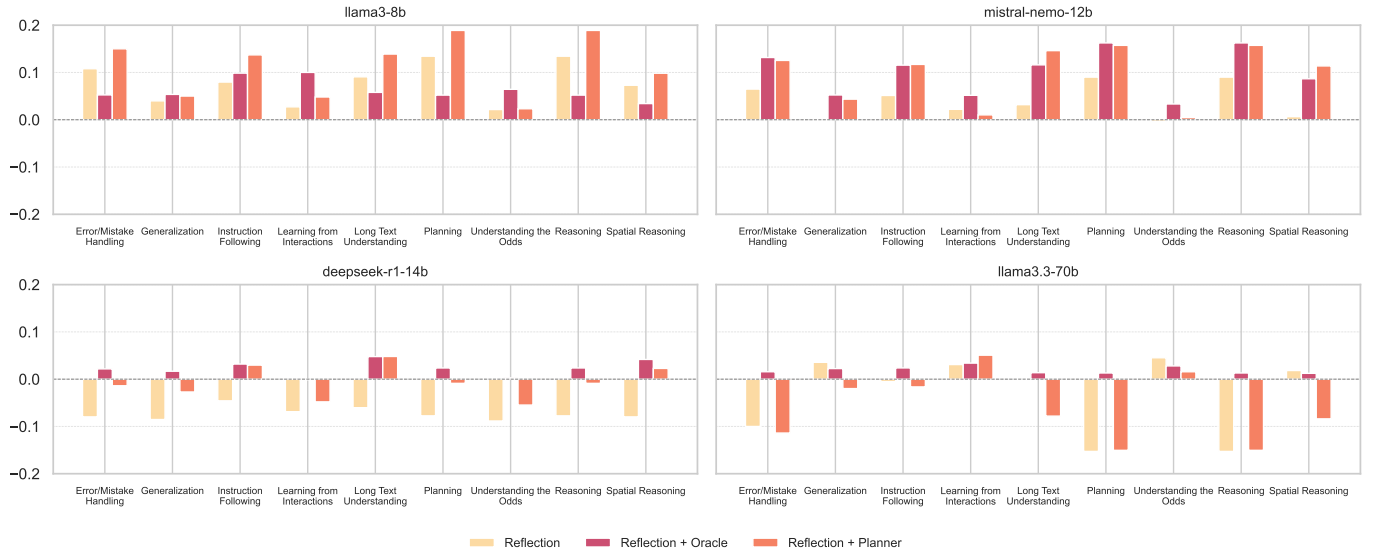 llama3-8b
0.2
0.1
0.0
−0.1
−0.2
Error/Mistake
Handling
Generalization
Instruction
Following
Learning from
Interactions
Long Text
Understanding
Planning
Understanding the
Odds
Reasoning
Spatial Reasoning
mistral-nemo-12b
Error/Mistake
Handling
Generalization
Instruction
Following
Learning from
Interactions
Long Text
Understanding
Planning
Understanding the
Odds
Reasoning
Spatial Reasoning
deepseek-r1-14b
0.2
0.1
0.0
−0.1
−0.2
Error/Mistake
Handling
Generalization
Instruction
Following
Learning from
Interactions
Long Text
Understanding
Planning
Understanding the
Odds
Reasoning
Spatial Reasoning
llama3.3-70b
Error/Mistake
Handling
Generalization
Instruction
Following
Learning from
Interactions
Long Text
Understanding
Planning
Understanding the
Odds
Reasoning
Spatial Reasoning
Reflection
Reflection + Oracle
Reflection + Planner